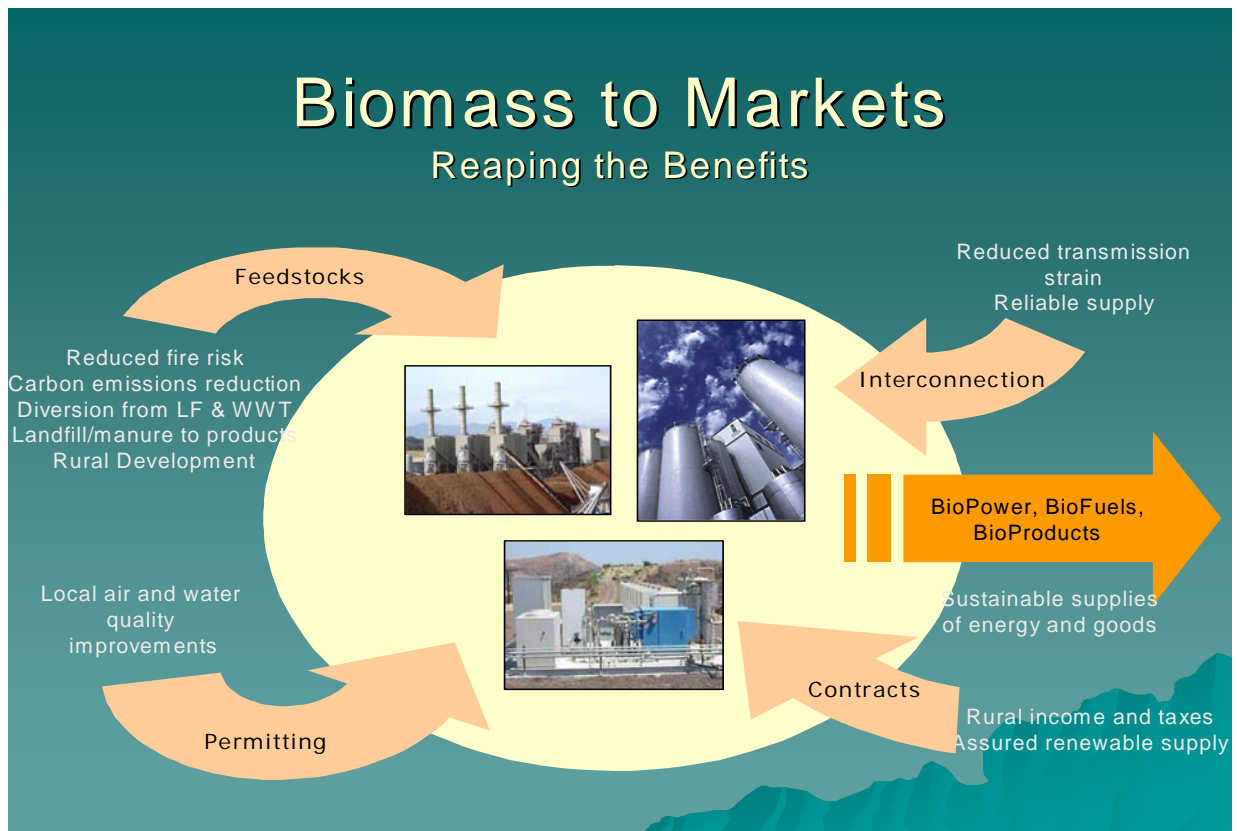 Biomass to Markets
Reaping the Benefits
Feedstocks
Reduced fire risk
Carbon emissions reduction
Diversion from LF & WWT
Landfill/manure to products
Rural Development
Reduced transmission
strain
Reliable supply
Interconnection
BioPower, BioFuels,
BioProducts
Sustainable supplies
of energy and goods
Local air and water
quality
improvements
Permitting
Contracts
Rural income and taxes
Assured renewable supply